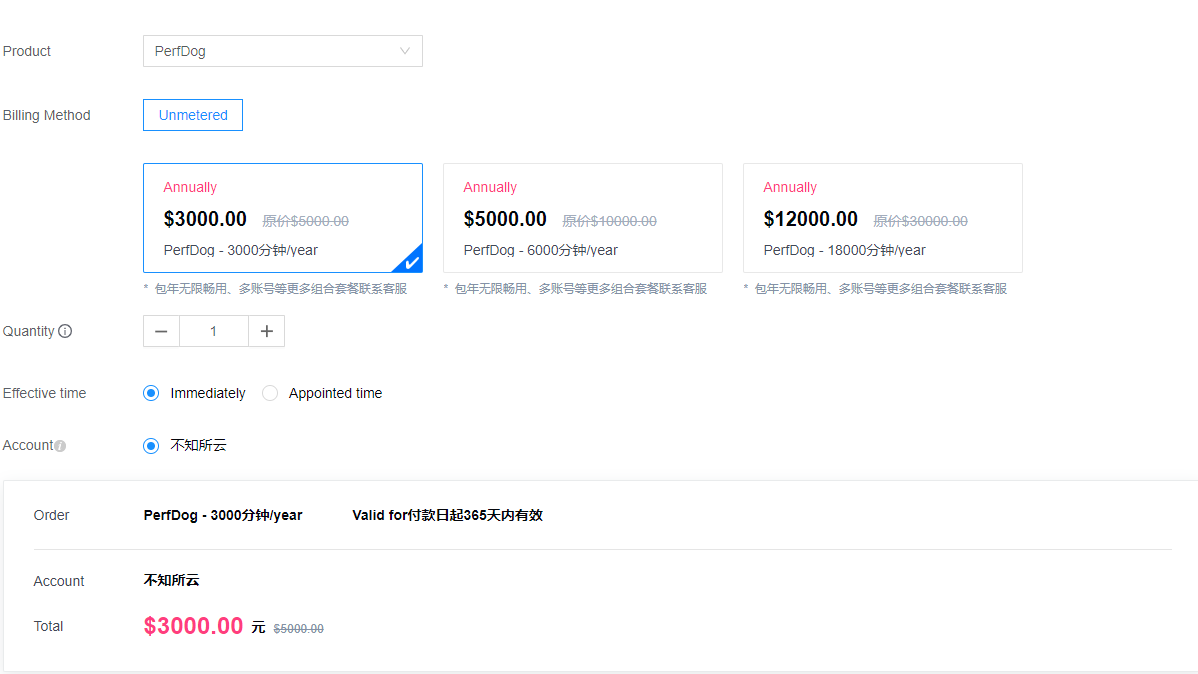 Product PerfDog
Billing Method Unmetered
Annually Annually Annually
$3000.00 原价$5000.00 $5000.00 原价$10000.00 $12000.00 原价$30000.00
PerfDog - 3000分钟/year PerfDog - 6000分钟/year PerfDog - 18000分钟/year
* 包年无限畅用、多账号等更多组合套餐联系客服 * 包年无限畅用、多账号等更多组合套餐联系客服 * 包年无限畅用、多账号等更多组合套餐联系客服
Quantity 1
Effective time Immediately Appointed time
Account 不知所云
Order PerfDog - 3000分钟/year Valid for付款日起365天内有效
Account 不知所云
Total $3000.00 元 $5000.00